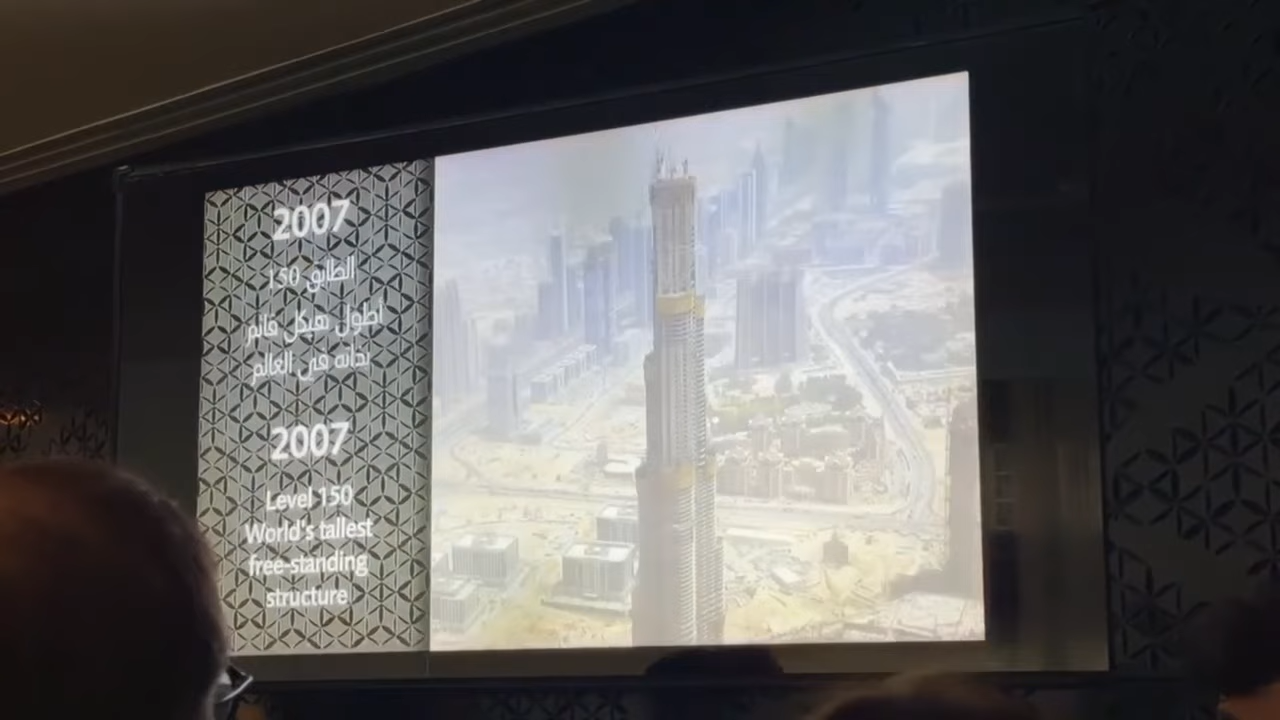 2007
الطابق 150
أطول هيكل قائم
بذاته في العالم
2007
Level 150
World's tallest
free-standing
structure